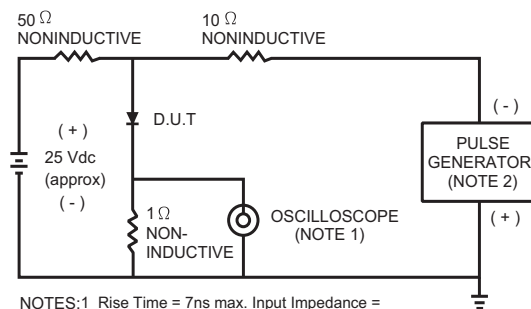 50 Ω
NONINDUCTIVE
10 Ω
NONINDUCTIVE
( + )
25 Vdc
(approx)
( - )
D.U.T
1 Ω
NON-
INDUCTIVE
OSCILLOSCOPE
(NOTE 1)
( - )
PULSE
GENERATOR
(NOTE 2)
( + )
NOTES:1 Rise Time = 7ns max. Input Impedance =